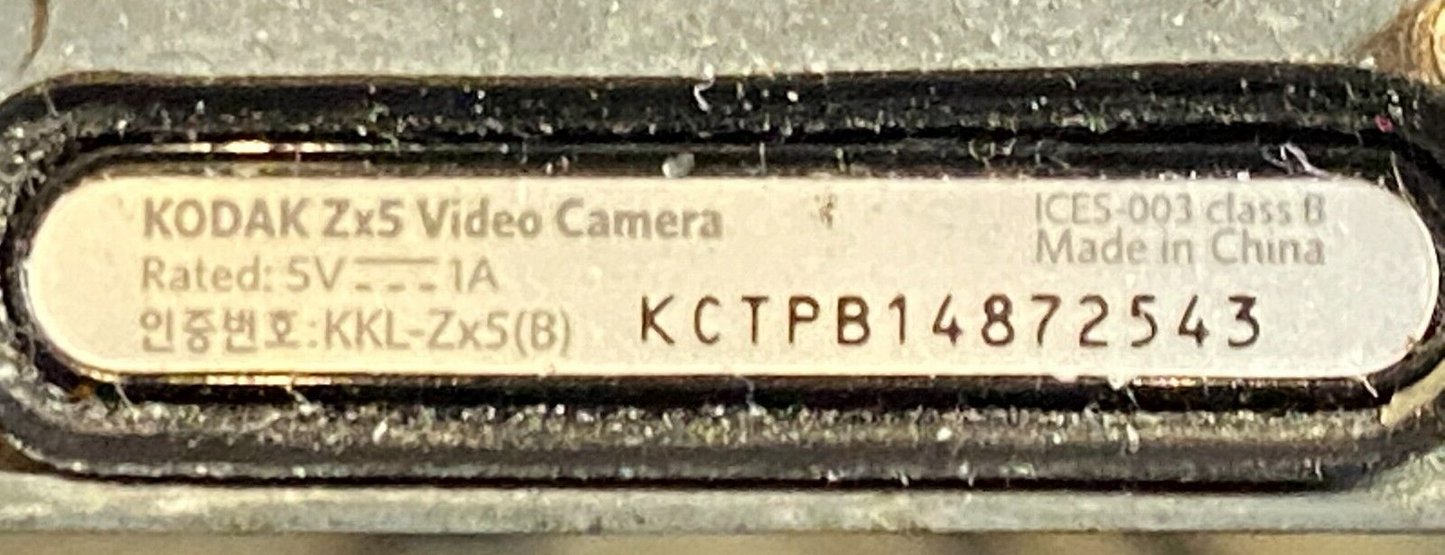 KODAK Zx5 Video Camera
Rated: 5V⎓1A
인증번호:KKL-Zx5(B)
ICES-003 class B
Made in China
KCTPB14872543